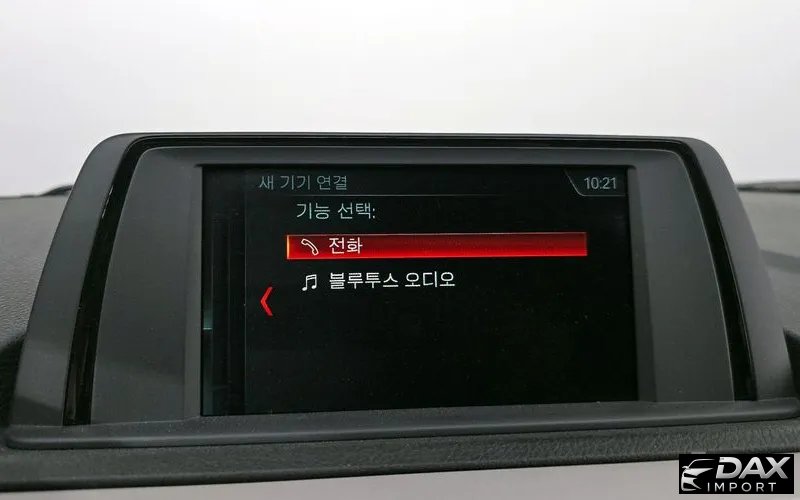 새 기기 연결
10:21
기능 선택:
전화
블루투스 오디오
DAX
IMPORT